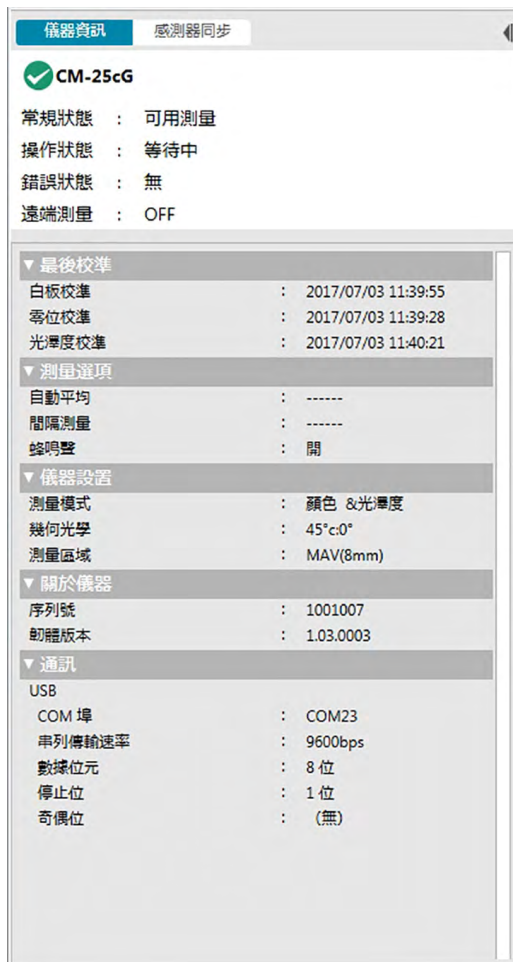 儀器資訊 感測器同步
CM-25cG
常規狀態 : 可用測量
操作狀態 : 等待中
錯誤狀態 : 無
遠端測量 : OFF
▼最後校準
白板校準 : 2017/07/03 11:39:55
零位校準 : 2017/07/03 11:39:28
光澤度校準 : 2017/07/03 11:40:21
▼測量選項
自動平均 : ------
間隔測量 : ------
蜂鳴聲 : 開
▼儀器設置
測量模式 : 顏色 &光澤度
幾何光學 : 45°c:0°
測量區域 : MAV(8mm)
▼關於儀器
序列號 : 1001007
韌體版本 : 1.03.0003
▼通訊
USB
COM 埠 : COM23
串列傳輸速率 : 9600bps
數據位元 : 8 位
停止位 : 1 位
奇偶位 : (無)